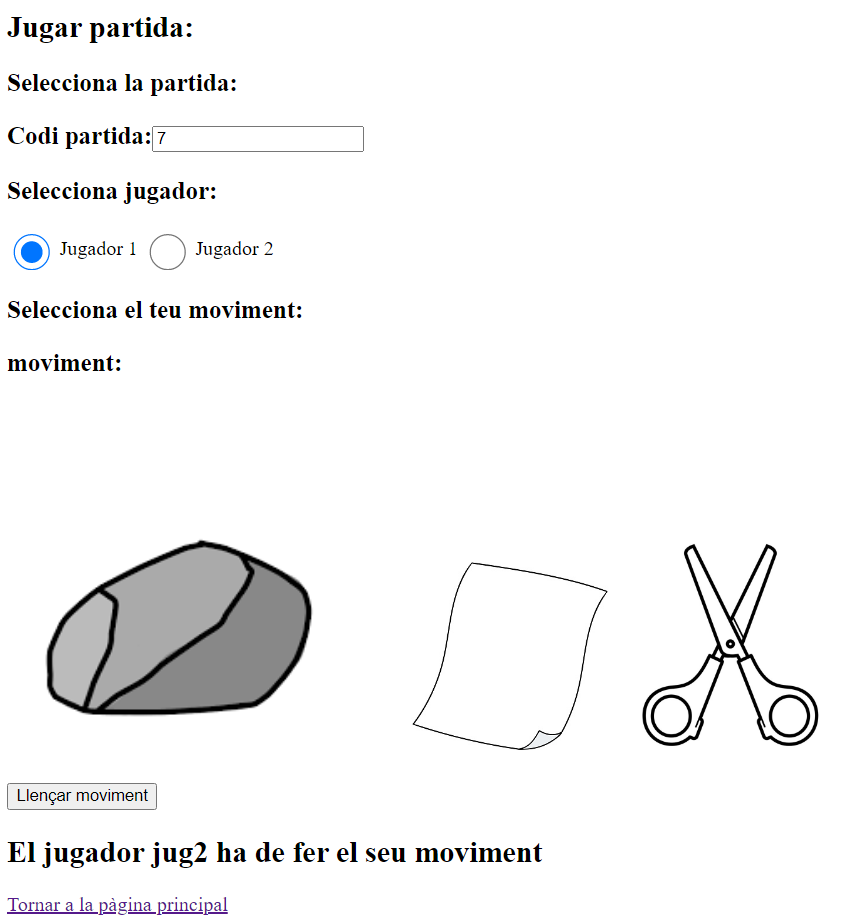 Jugar partida:
Selecciona la partida:
Codi partida: 7
Selecciona jugador:
Jugador 1 Jugador 2
Selecciona el teu moviment:
moviment:
Llençar moviment
El jugador jug2 ha de fer el seu moviment
Tornar a la pàgina principal